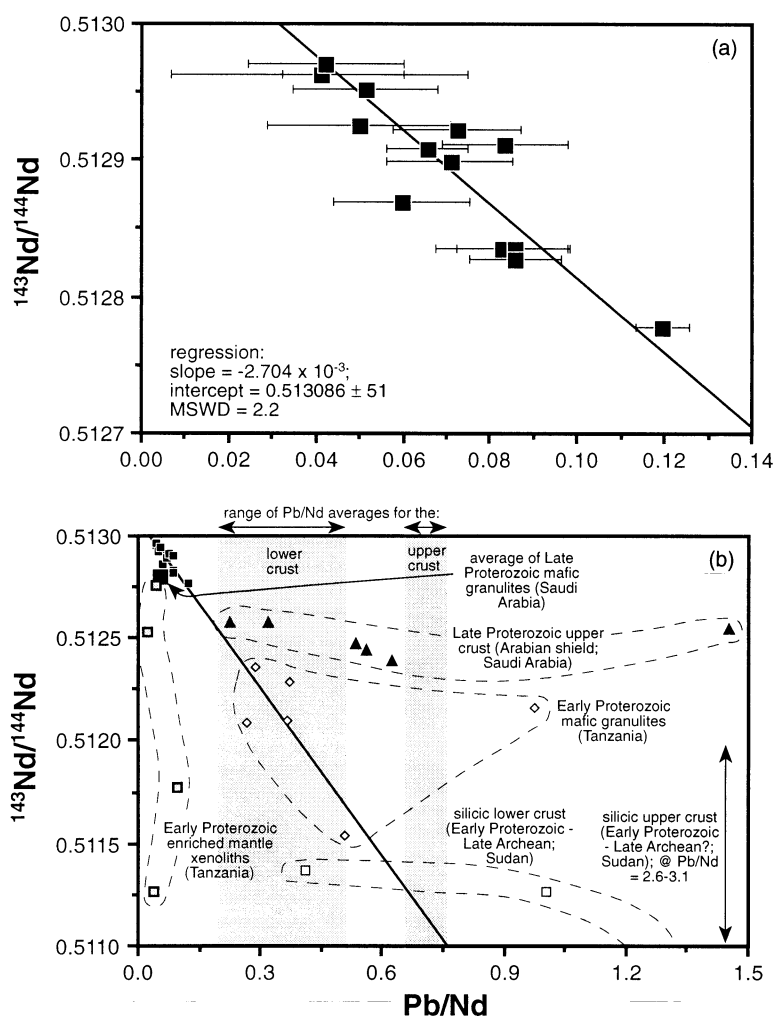 (a)
0.5130
0.5129
0.5128
0.5127
143Nd/144Nd
regression:
slope = -2.704 x 10-3;
intercept = 0.513086 ± 51
MSWD = 2.2
0.00 0.02 0.04 0.06 0.08 0.10 0.12 0.14
range of Pb/Nd averages for the:
(b)
0.5130
0.5125
0.5120
0.5115
0.5110
143Nd/144Nd
lower
crust
upper
crust
average of Late
Proterozoic mafic
granulites (Saudi
Arabia)
Late Proterozoic upper
crust (Arabian shield;
Saudi Arabia)
Early Proterozoic
mafic granulites
(Tanzania)
Early Proterozoic
enriched mantle
xenoliths
(Tanzania)
silicic lower crust
(Early Proterozoic -
Late Archean;
Sudan)
silicic upper crust
(Early Proterozoic
- Late Archean?;
Sudan); @ Pb/Nd
= 2.6-3.1
0.0 0.3 0.6 0.9 1.2 1.5
Pb/Nd